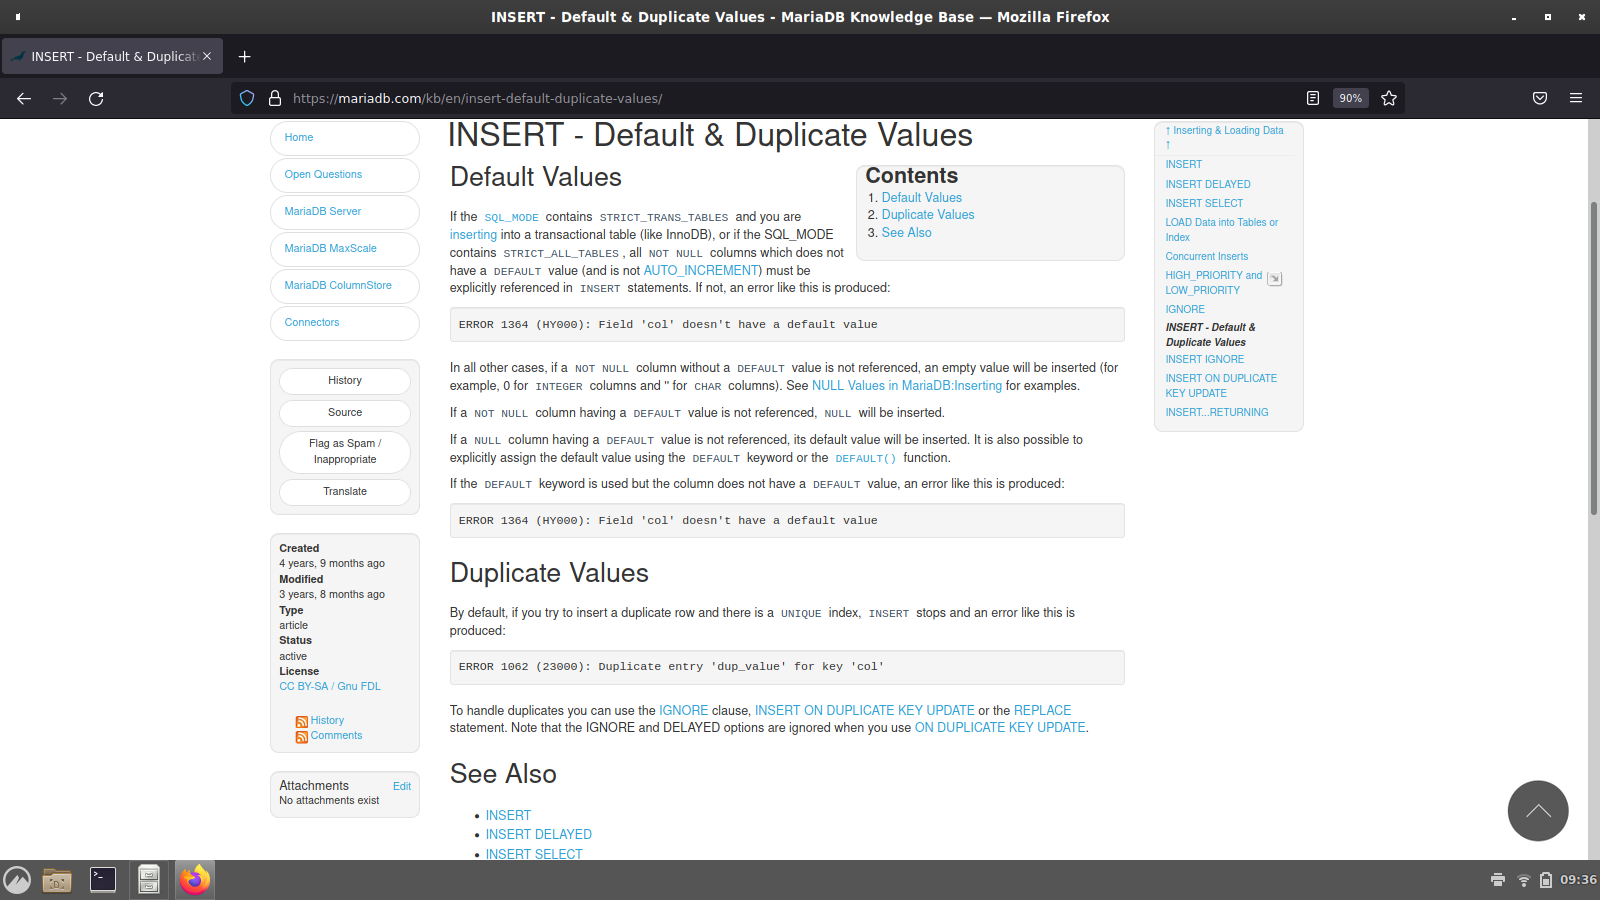 INSERT - Default & Duplicate Values - MariaDB Knowledge Base — Mozilla Firefox
INSERT - Default & Duplicate
https://mariadb.com/kb/en/insert-default-duplicate-values/
90%
Home
Open Questions
MariaDB Server
MariaDB MaxScale
MariaDB ColumnStore
Connectors
History
Source
Flag as Spam /
Inappropriate
Translate
Created
4 years, 9 months ago
Modified
3 years, 8 months ago
Type
article
Status
active
License
CC BY-SA / Gnu FDL
History
Comments
Attachments Edit
No attachments exist
INSERT - Default & Duplicate Values
Default Values
Contents
1. Default Values
2. Duplicate Values
3. See Also
If the SQL_MODE contains STRICT_TRANS_TABLES and you are
inserting into a transactional table (like InnoDB), or if the SQL_MODE
contains STRICT_ALL_TABLES , all NOT NULL columns which does not
have a DEFAULT value (and is not AUTO_INCREMENT) must be
explicitly referenced in INSERT statements. If not, an error like this is produced:
ERROR 1364 (HY000): Field 'col' doesn't have a default value
In all other cases, if a NOT NULL column without a DEFAULT value is not referenced, an empty value will be inserted (for
example, 0 for INTEGER columns and '' for CHAR columns). See NULL Values in MariaDB:Inserting for examples.
If a NOT NULL column having a DEFAULT value is not referenced, NULL will be inserted.
If a NULL column having a DEFAULT value is not referenced, its default value will be inserted. It is also possible to
explicitly assign the default value using the DEFAULT keyword or the DEFAULT() function.
If the DEFAULT keyword is used but the column does not have a DEFAULT value, an error like this is produced:
ERROR 1364 (HY000): Field 'col' doesn't have a default value
Duplicate Values
By default, if you try to insert a duplicate row and there is a UNIQUE index, INSERT stops and an error like this is
produced:
ERROR 1062 (23000): Duplicate entry 'dup_value' for key 'col'
To handle duplicates you can use the IGNORE clause, INSERT ON DUPLICATE KEY UPDATE or the REPLACE
statement. Note that the IGNORE and DELAYED options are ignored when you use ON DUPLICATE KEY UPDATE.
See Also
• INSERT
• INSERT DELAYED
• INSERT SELECT
↑ Inserting & Loading Data
↑
INSERT
INSERT DELAYED
INSERT SELECT
LOAD Data into Tables or
Index
Concurrent Inserts
HIGH_PRIORITY and
LOW_PRIORITY
IGNORE
INSERT - Default &
Duplicate Values
INSERT IGNORE
INSERT ON DUPLICATE
KEY UPDATE
INSERT...RETURNING
09:36